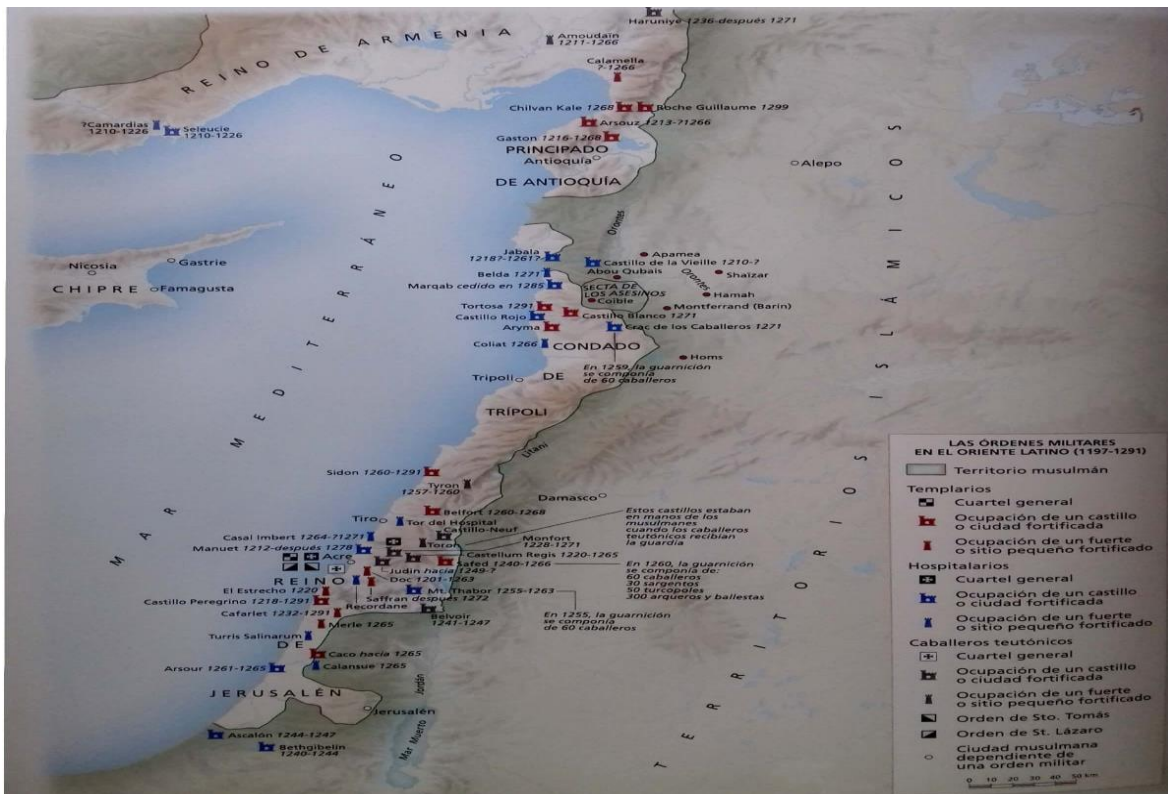 Haruniye 1236-después 1271
Amoudaïn
1211-1266
REINO DE ARMENIA
Calamella
?-1266
?Camardias
1210-1226
Seleucie
1210-1226
Chilvan Kale 1268
Roche Guillaume 1299
Arsouz 1213-?1266
Gaston 1216-1268
PRINCIPADO
Antioquía
DE ANTIOQUÍA
Alepo
MAR MEDITERRÁNEO
TERRITORIOS ISLÁMICOS
Orontes
Jabala
1218?-1261?
Castillo de la Vieille 1210-?
Apamea
Abou Qubais
Orontes
Shaïzar
Belda 1271
Marqab cedido en 1285
SECTA DE
LOS ASESINOS
Coïble
Hamah
Montferrand (Barin)
Nicosia
Gastrie
CHIPRE
Famagusta
Tortosa 1291
Castillo Rojo
Castillo Blanco
1271
Aryma
Crac de los Caballeros 1271
Coliat 1266
CONDADO
Homs
En 1259, la guarnición
se componía
de 60 caballeros
Tripoli
DE
TRÍPOLI
Litani
Sidon 1260-1291
Tyron
1257-1260
Damasco
Belfort 1260-1268
Tiro
Tor del Hospital
Castillo-Neuf
Estos castillos estaban
en manos de los
musulmanes
cuando los caballeros
teutónicos recibían
la guardia
Casal Imbert 1264-?1271
Toron
Monfort
1228-1271
Manuet 1212-después 1278
Castellum Regis 1220-1265
Acre
Safed 1240-1266
Judin hacia 1249-?
En 1260, la guarnición
se componía de:
60 caballeros
30 sargentos
50 turcopoles
300 arqueros y ballestas
REINO
Doc 1201-1263
El Estrecho 1220
Mt. Thabor 1255-1263
Saffran después 1272
Castillo Peregrino 1218-1291
Recordane
Cafarlet 1232-1291
Belvoir
1241-1247
En 1255, la guarnición
se componía
de 60 caballeros
Merle 1265
Turris Salinarum
DE
Caco hacia 1265
Arsour 1261-1265
Calansue 1265
JERUSALÉN
Jordán
Jerusalén
Mar Muerto
Ascalón 1244-1247
Bethgibelin
1240-1244
LAS ÓRDENES MILITARES
EN EL ORIENTE LATINO (1197-1291)
Territorio musulmán
Templarios
Cuartel general
Ocupación de un castillo
o ciudad fortificada
Ocupación de un fuerte
o sitio pequeño fortificado
Hospitalarios
Cuartel general
Ocupación de un castillo
o ciudad fortificada
Ocupación de un fuerte
o sitio pequeño fortificado
Caballeros teutónicos
Cuartel general
Ocupación de un castillo
o ciudad fortificada
Ocupación de un fuerte
o sitio pequeño fortificado
Orden de Sto. Tomás
Orden de St. Lázaro
Ciudad musulmana
dependiente de
una orden militar
0 10 20 30 40 50 km